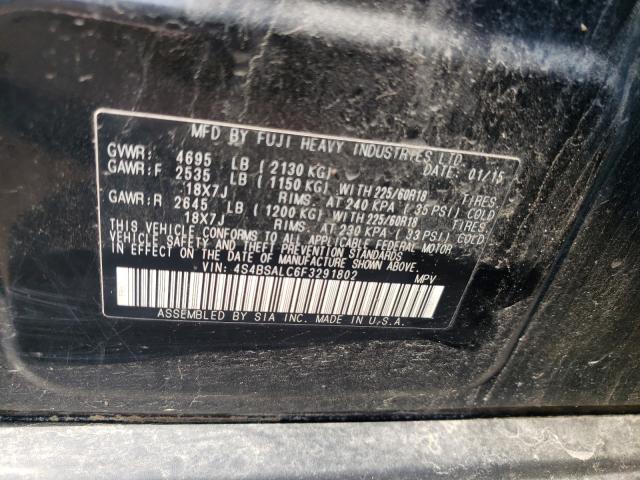 MFD BY FUJI HEAVY INDUSTRIES LTD.
GVWR: 4695 LB (2130 KG) DATE: 01/15
GAWR:F 2535 LB (1150 KG) WITH 225/60R18 TIRES
18X7J RIMS, AT 240 KPA (35 PSI) COLD
GAWR:R 2645 LB (1200 KG) WITH 225/60R18 TIRES
18X7J RIMS, AT 230 KPA (33 PSI) COLD
THIS VEHICLE CONFORMS TO ALL APPLICABLE FEDERAL MOTOR
VEHICLE SAFETY AND THEFT PREVENTION STANDARDS
IN EFFECT ON THE DATE OF MANUFACTURE SHOWN ABOVE.
VIN: 4S4BSALC6F3291802 MPV
ASSEMBLED BY SIA INC. MADE IN U.S.A.